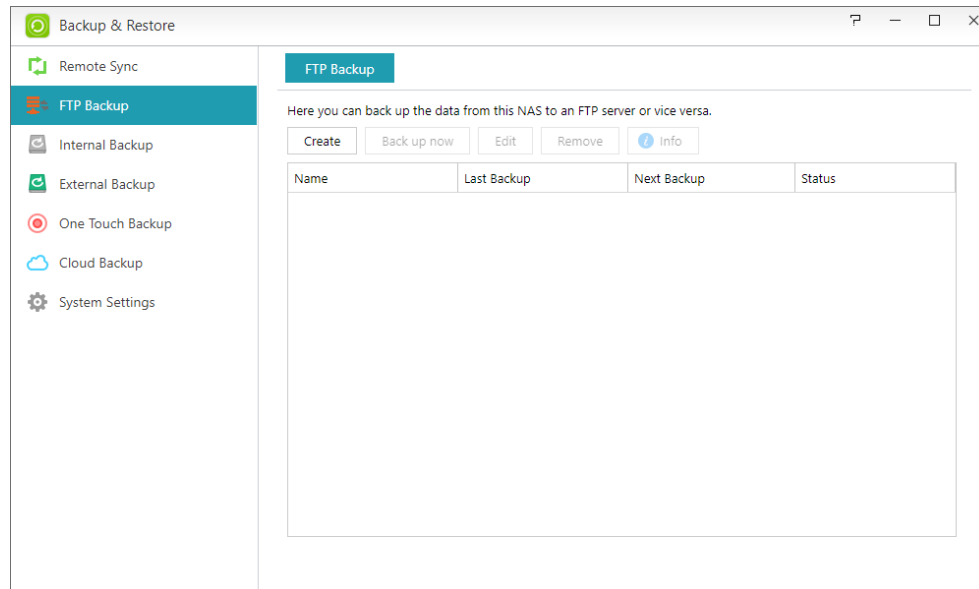 Backup & Restore
Remote Sync
FTP Backup
Internal Backup
External Backup
One Touch Backup
Cloud Backup
System Settings
FTP Backup
Here you can back up the data from this NAS to an FTP server or vice versa.
Create Back up now Edit Remove i Info
Name Last Backup Next Backup Status